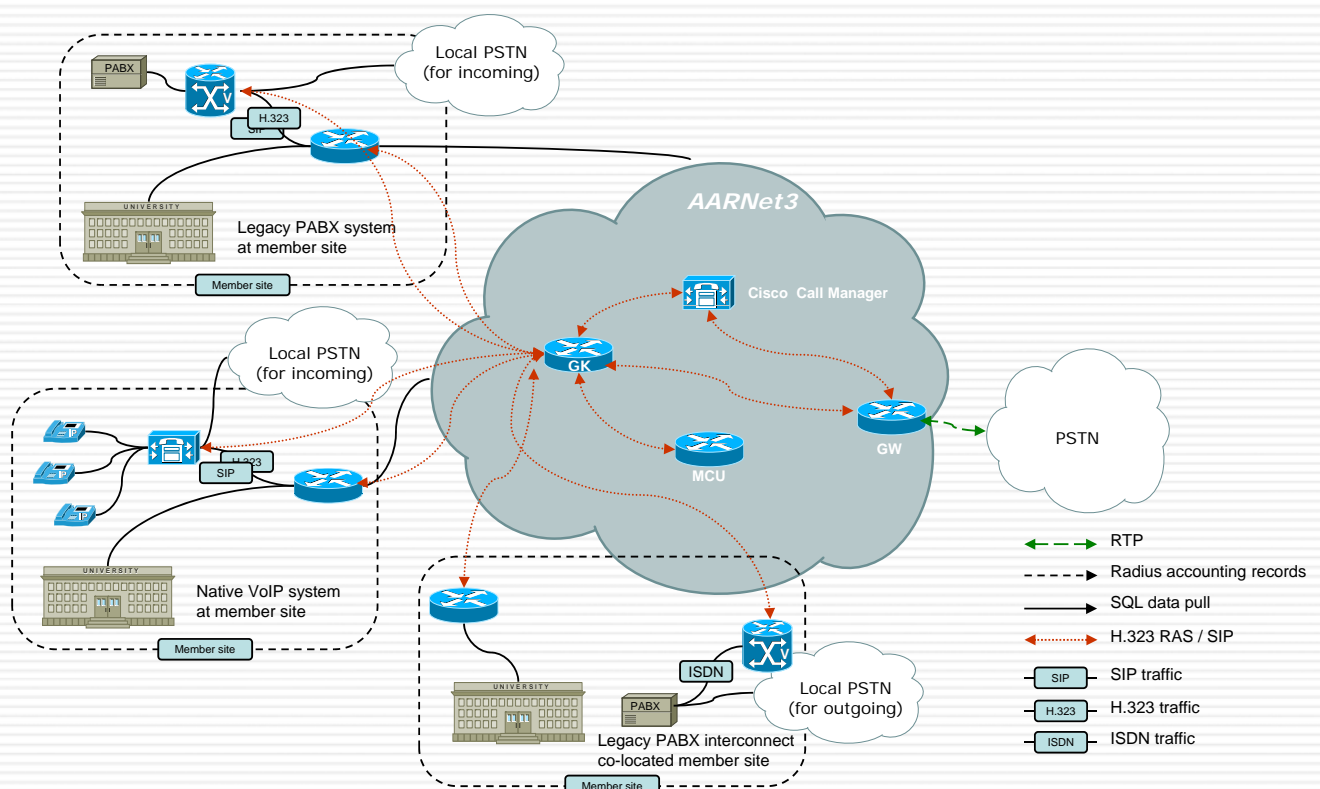 Local PSTN
(for incoming)
PABX
V
H.323
SIP
UNIVERSITY
Legacy PABX system
at member site
Member site
AARNet3
Cisco Call Manager
GK
MCU
GW
PSTN
Local PSTN
(for incoming)
IP
IP
IP
H.323
SIP
UNIVERSITY
Native VoIP system
at member site
Member site
V
ISDN
PABX
UNIVERSITY
Local PSTN
(for outgoing)
Legacy PABX interconnect
co-located member site
Member site
RTP
Radius accounting records
SQL data pull
H.323 RAS / SIP
SIP
SIP traffic
H.323
H.323 traffic
ISDN
ISDN traffic